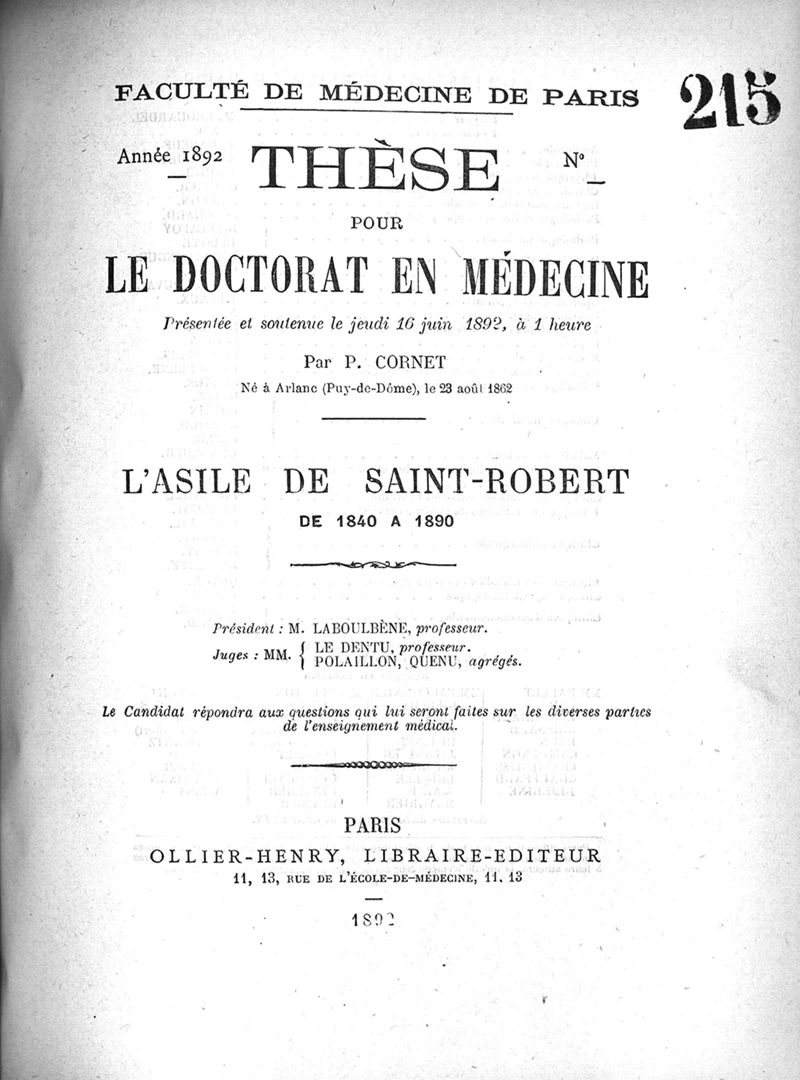 FACULTÉ DE MÉDECINE DE PARIS
215
Année 1892 THÈSE N°
POUR
LE DOCTORAT EN MÉDECINE
Présentée et soutenue le jeudi 16 juin 1892, à 1 heure
Par P. CORNET
Né à Arlanc (Puy-de-Dôme), le 23 août 1862
L'ASILE DE SAINT-ROBERT
DE 1840 A 1890
Président : M. LABOULBÈNE, professeur.
Juges : MM. { LE DENTU, professeur.
POLAILLON, QUENU, agrégés.
Le Candidat répondra aux questions qui lui seront faites sur les diverses parties
de l'enseignement médical.
PARIS
OLLIER-HENRY, LIBRAIRE-EDITEUR
11, 13, RUE DE L'ÉCOLE-DE-MÉDECINE, 11. 13
1892